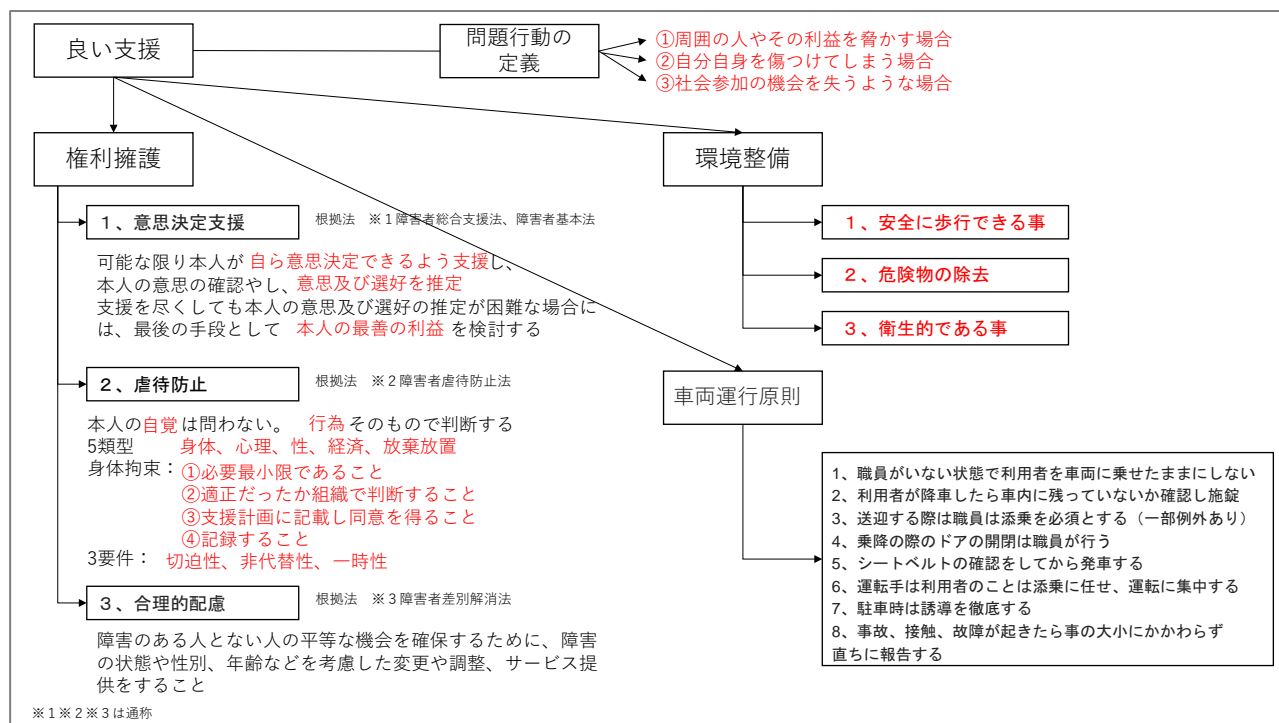 良い支援
問題行動の
定義
①周囲の人やその利益を脅かす場合
②自分自身を傷つけてしまう場合
③社会参加の機会を失うような場合
権利擁護
1、意思決定支援
根拠法　※1障害者総合支援法、障害者基本法
可能な限り本人が 自ら意思決定できるよう支援し、
本人の意思の確認やし、意思及び選好を推定
支援を尽くしても本人の意思及び選好の推定が困難な場合に
は、最後の手段として 本人の最善の利益 を検討する
2、虐待防止
根拠法　※2障害者虐待防止法
本人の自覚は問わない。 行為 そのもので判断する
5類型 身体、心理、性、経済、放棄放置
身体拘束：①必要最小限であること
②適正だったか組織で判断すること
③支援計画に記載し同意を得ること
④記録すること
3要件： 切迫性、非代替性、一時性
3、合理的配慮
根拠法　※3障害者差別解消法
障害のある人とない人の平等な機会を確保するために、障害
の状態や性別、年齢などを考慮した変更や調整、サービス提
供をすること
※1※2※3は通称
環境整備
1、安全に歩行できる事
2、危険物の除去
3、衛生的である事
車両運行原則
1、職員がいない状態で利用者を車両に乗せたままにしない
2、利用者が降車したら車内に残っていないか確認し施錠
3、送迎する際は職員は添乗を必須とする（一部例外あり）
4、乗降の際のドアの開閉は職員が行う
5、シートベルトの確認をしてから発車する
6、運転手は利用者のことは添乗に任せ、運転に集中する
7、駐車時は誘導を徹底する
8、事故、接触、故障が起きたら事の大小にかかわらず
直ちに報告する